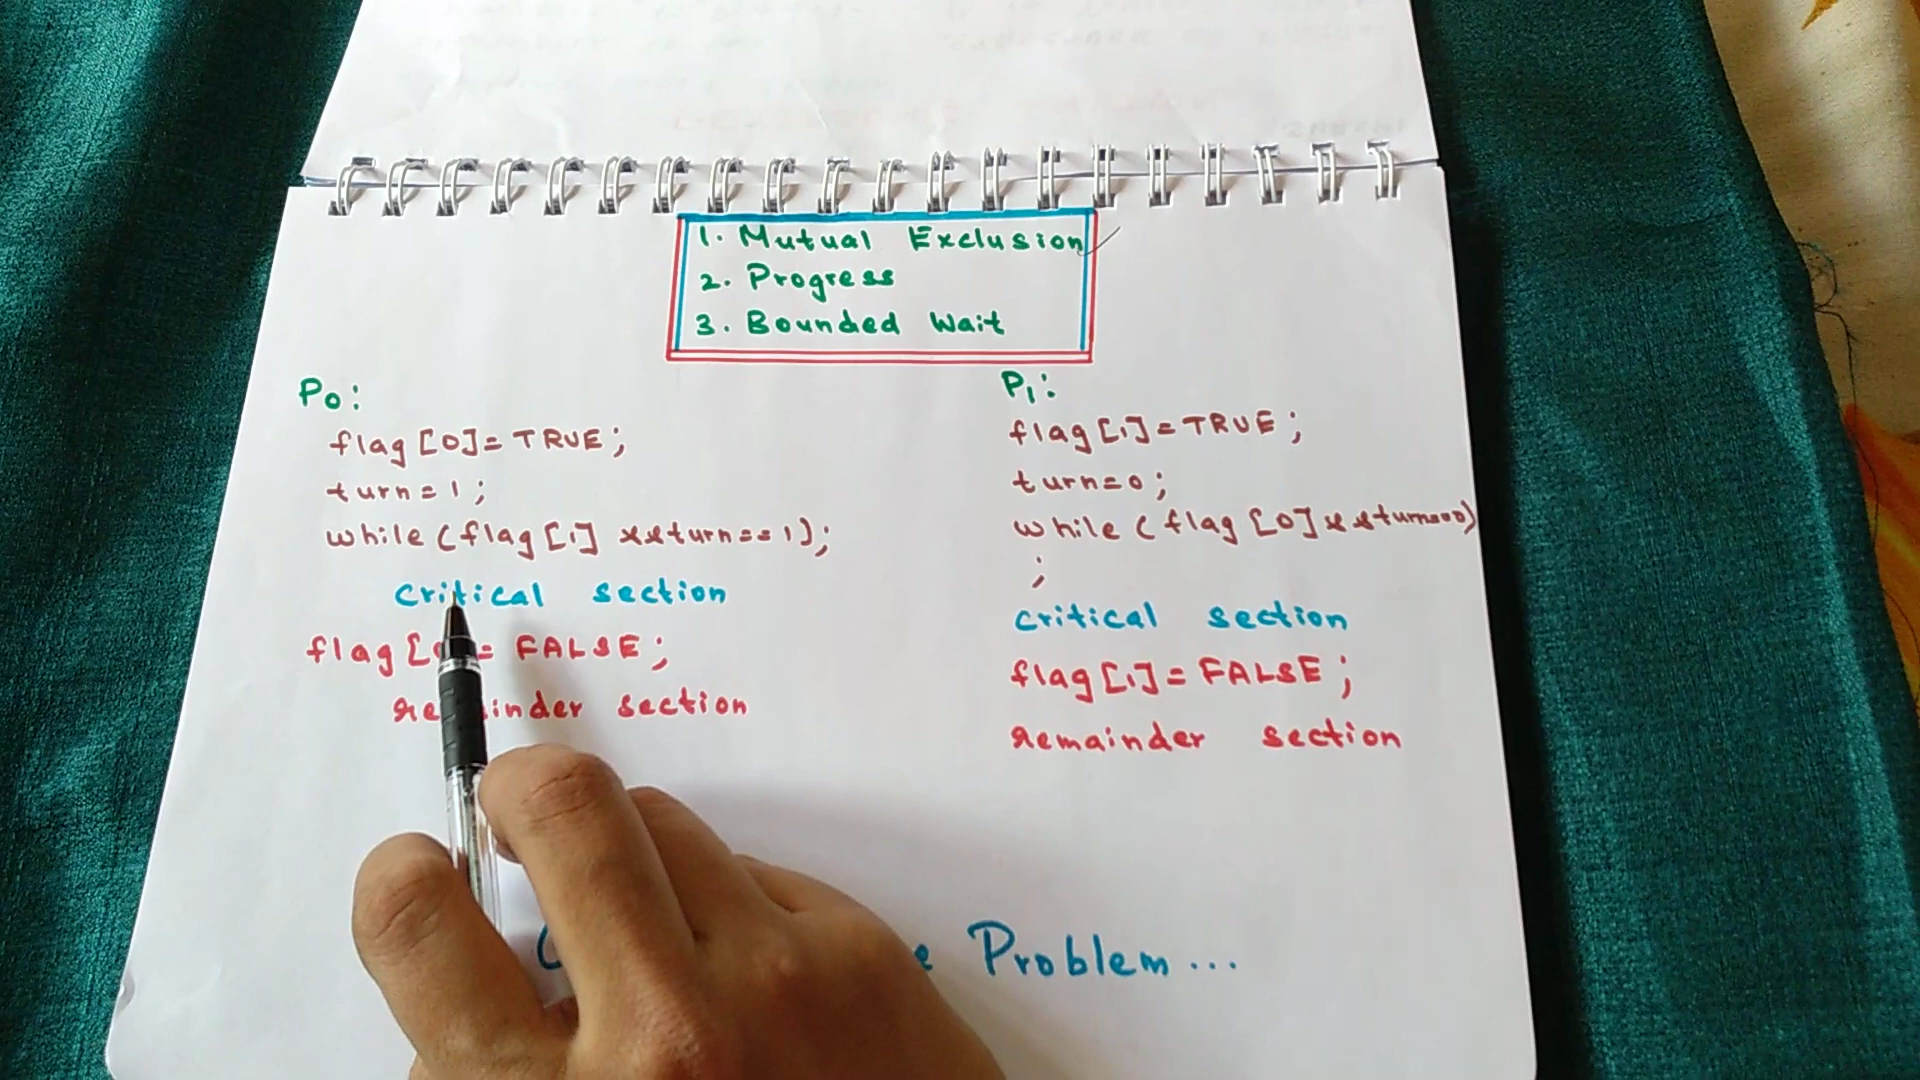 1. Mutual Exclusion
2. Progress
3. Bounded Wait
P0:
flag[0]=TRUE;
turn=1;
while(flag[1] &&turn==1);
critical section
flag[ = FALSE;
section
P1:
flag[1]=TRUE;
turn=0;
while(flag[0]&&turn==0)
;
critical section
flag[1]=FALSE;
remainder section
Problem...